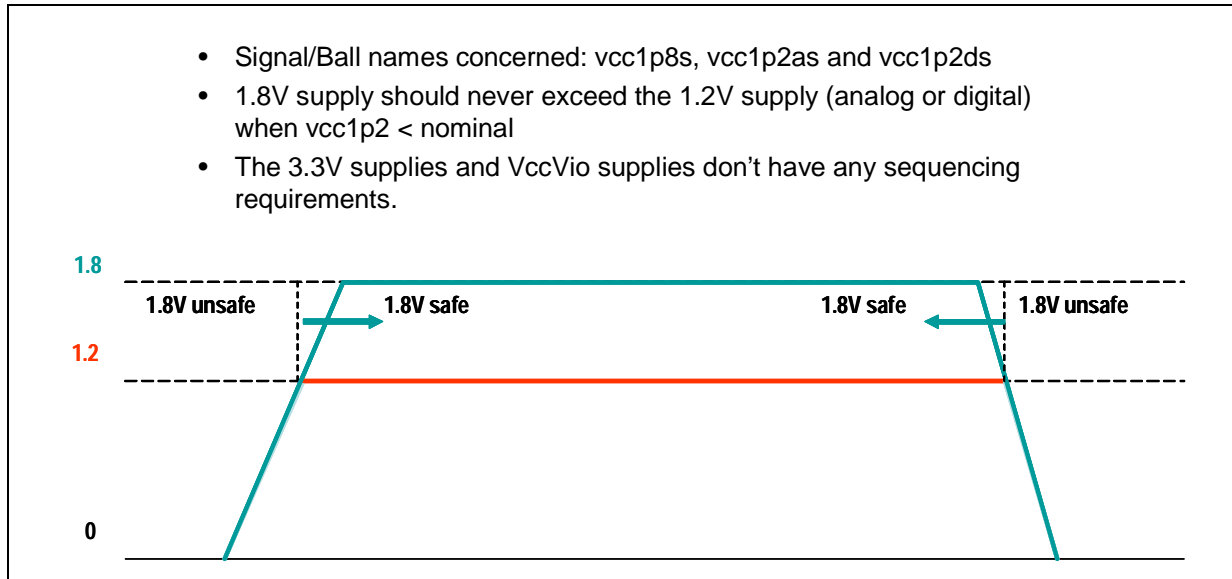 • Signal/Ball names concerned: vcc1p8s, vcc1p2as and vcc1p2ds
• 1.8V supply should never exceed the 1.2V supply (analog or digital)
when vcc1p2 < nominal
• The 3.3V supplies and VccVio supplies don't have any sequencing
requirements.
1.8
1.8V unsafe 1.8V safe 1.8V safe 1.8V unsafe
1.2
0